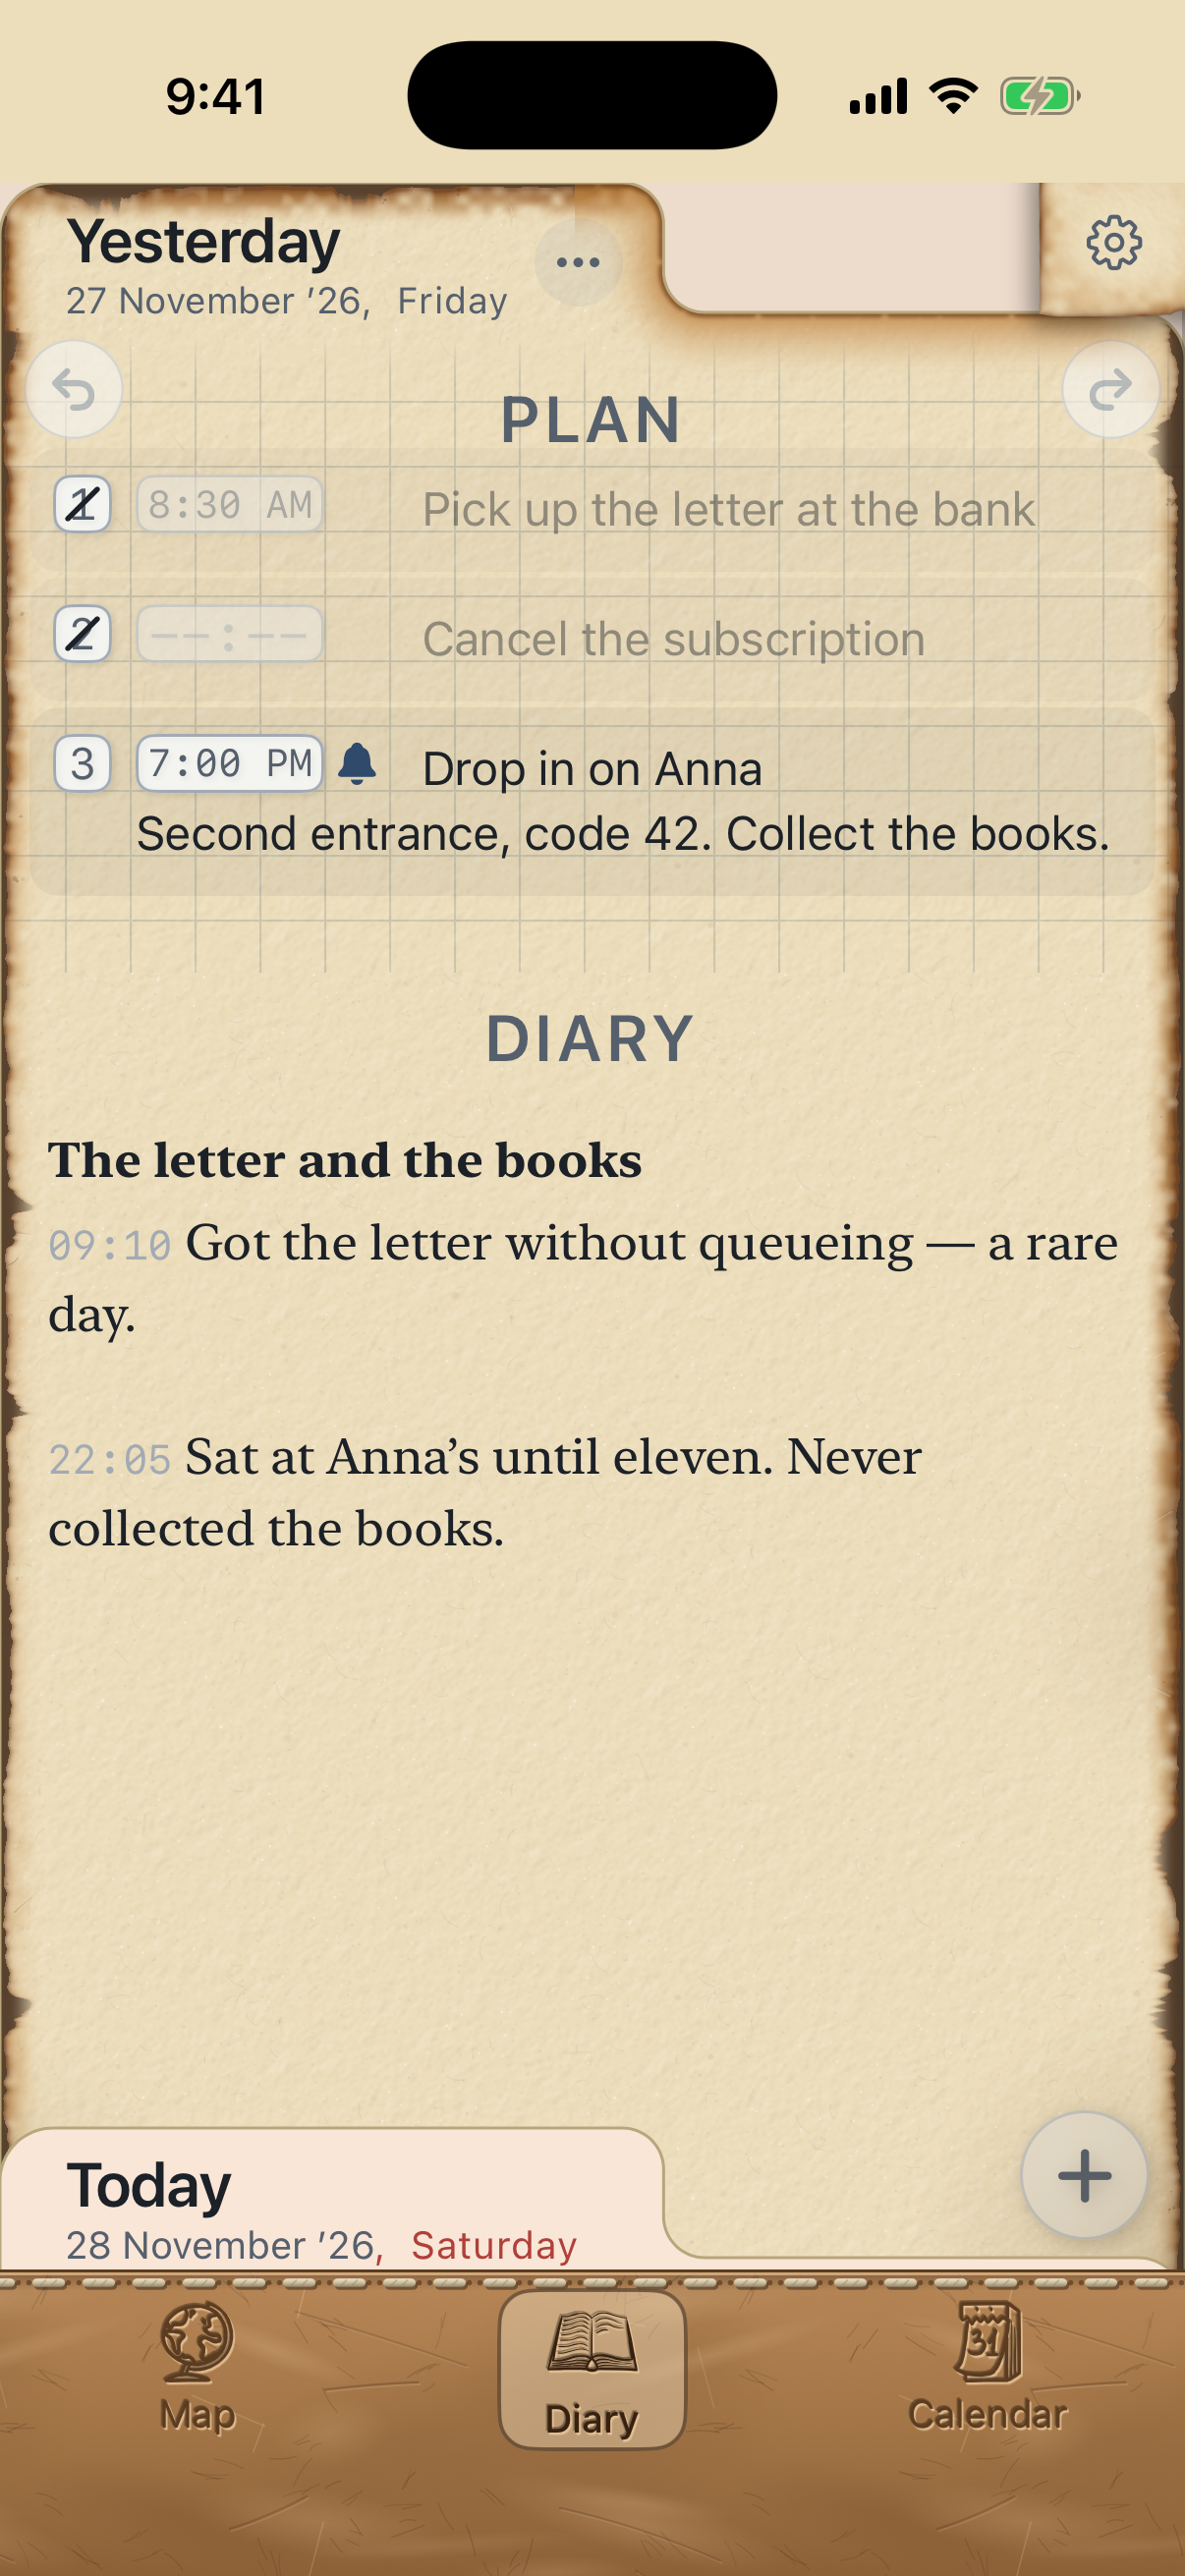 9:41
Yesterday
27 November ’26, Friday
PLAN
1 8:30 AM Pick up the letter at the bank
2 --:-- Cancel the subscription
3 7:00 PM Drop in on Anna
Second entrance, code 42. Collect the books.
DIARY
The letter and the books
09:10 Got the letter without queueing — a rare
day.
22:05 Sat at Anna’s until eleven. Never
collected the books.
Today
28 November ’26, Saturday
31
Map Diary Calendar